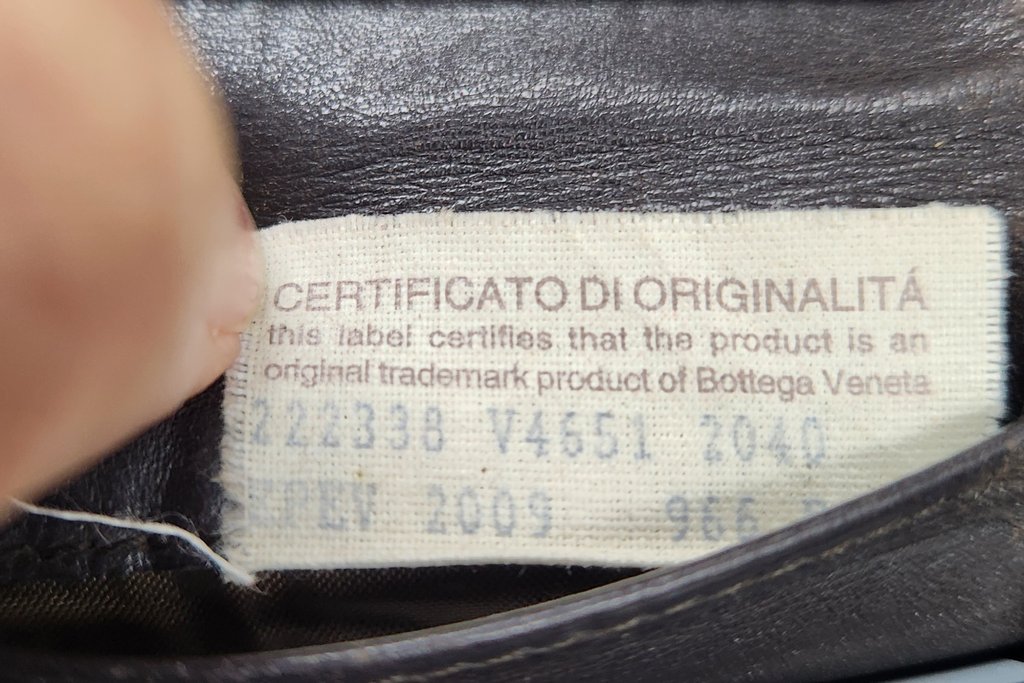 CERTIFICATO DI ORIGINALITÁ
this label certifies that the product is an
original trademark product of Bottega Veneta
222338 V4651 2040
2009 966